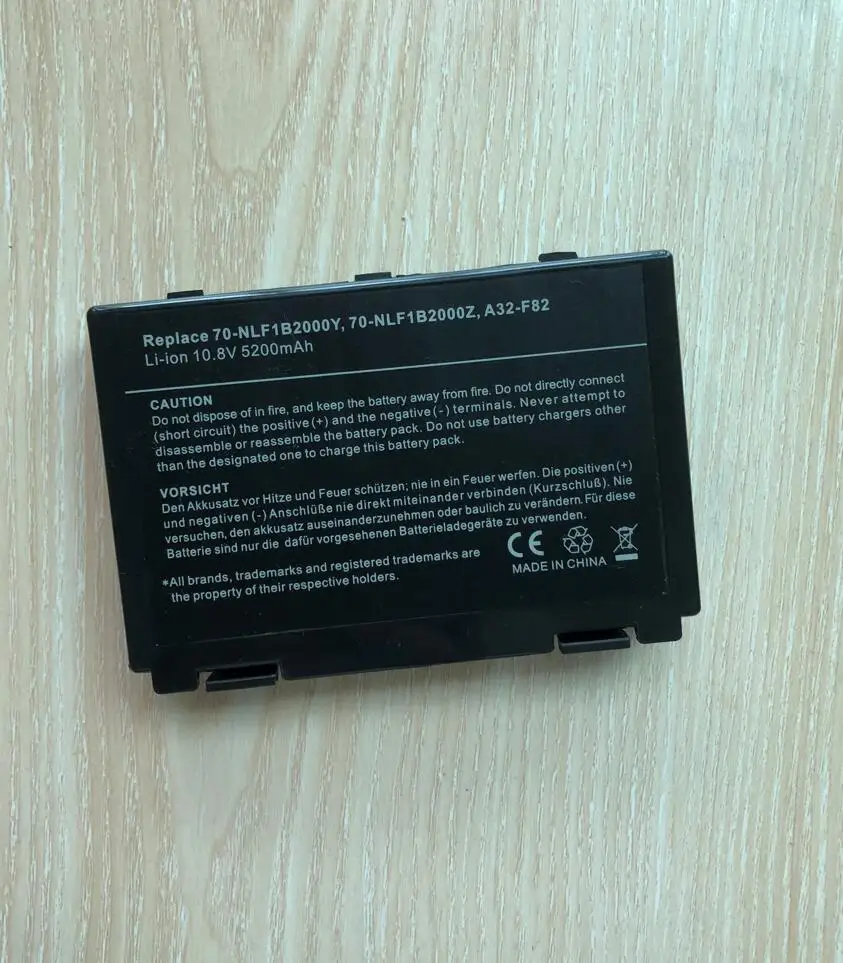 Replace 70-NLF1B2000Y, 70-NLF1B2000Z, A32-F82
Li-ion 10.8V 5200mAh
CAUTION
Do not dispose of in fire, and keep the battery away from fire. Do not directly connect
(short circuit) the positive (+) and the negative (-) terminals. Never attempt to
disassemble or reassemble the battery pack. Do not use battery chargers other
than the designated one to charge this battery pack.
VORSICHT
Den Akkusatz vor Hitze und Feuer schützen; nie in ein Feuer werfen. Die positiven (+)
und negativen (-) Anschlüße nie direkt miteinander verbinden (Kurzschluß). Nie
versuchen, den akkusatz auseinanderzunehmen oder baulich zu verändern. Für diese
Batterie sind nur die dafür vorgesehenen Batterieladegeräte zu verwenden.
*All brands, trademarks and registered trademarks are
the property of their respective holders.
CE
MADE IN CHINA